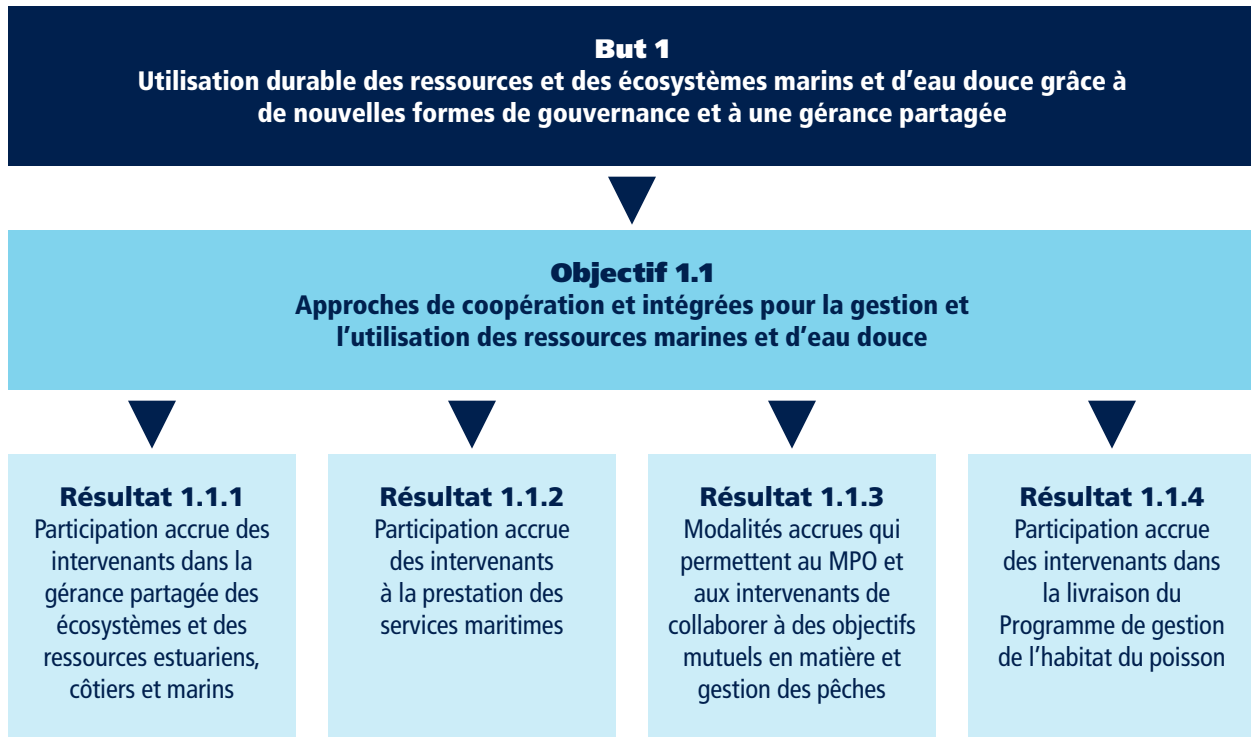 But 1
Utilisation durable des ressources et des écosystèmes marins et d'eau douce grâce à
de nouvelles formes de gouvernance et à une gérance partagée
Objectif 1.1
Approches de coopération et intégrées pour la gestion et
l'utilisation des ressources marines et d'eau douce
Résultat 1.1.1
Participation accrue des
intervenants dans la
gérance partagée des
écosystèmes et des
ressources estuariens,
côtiers et marins
Résultat 1.1.2
Participation accrue
des intervenants
à la prestation des
services maritimes
Résultat 1.1.3
Modalités accrues qui
permettent au MPO et
aux intervenants de
collaborer à des objectifs
mutuels en matière et
gestion des pêches
Résultat 1.1.4
Participation accrue
des intervenants dans
la livraison du
Programme de gestion
de l'habitat du poisson